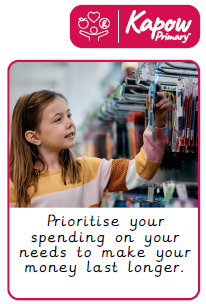 Kapow
Primary
Prioritise your
spending on your
needs to make your
money last longer.